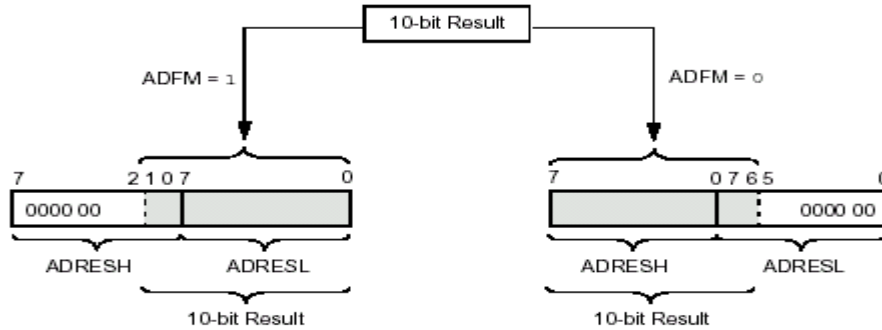 10-bit Result
ADFM = 1
ADFM = 0
7 2 1 0 7 0
7 0 7 6 5 0
0000 00
0000 00
ADRESH ADRESL
ADRESH ADRESL
10-bit Result
10-bit Result